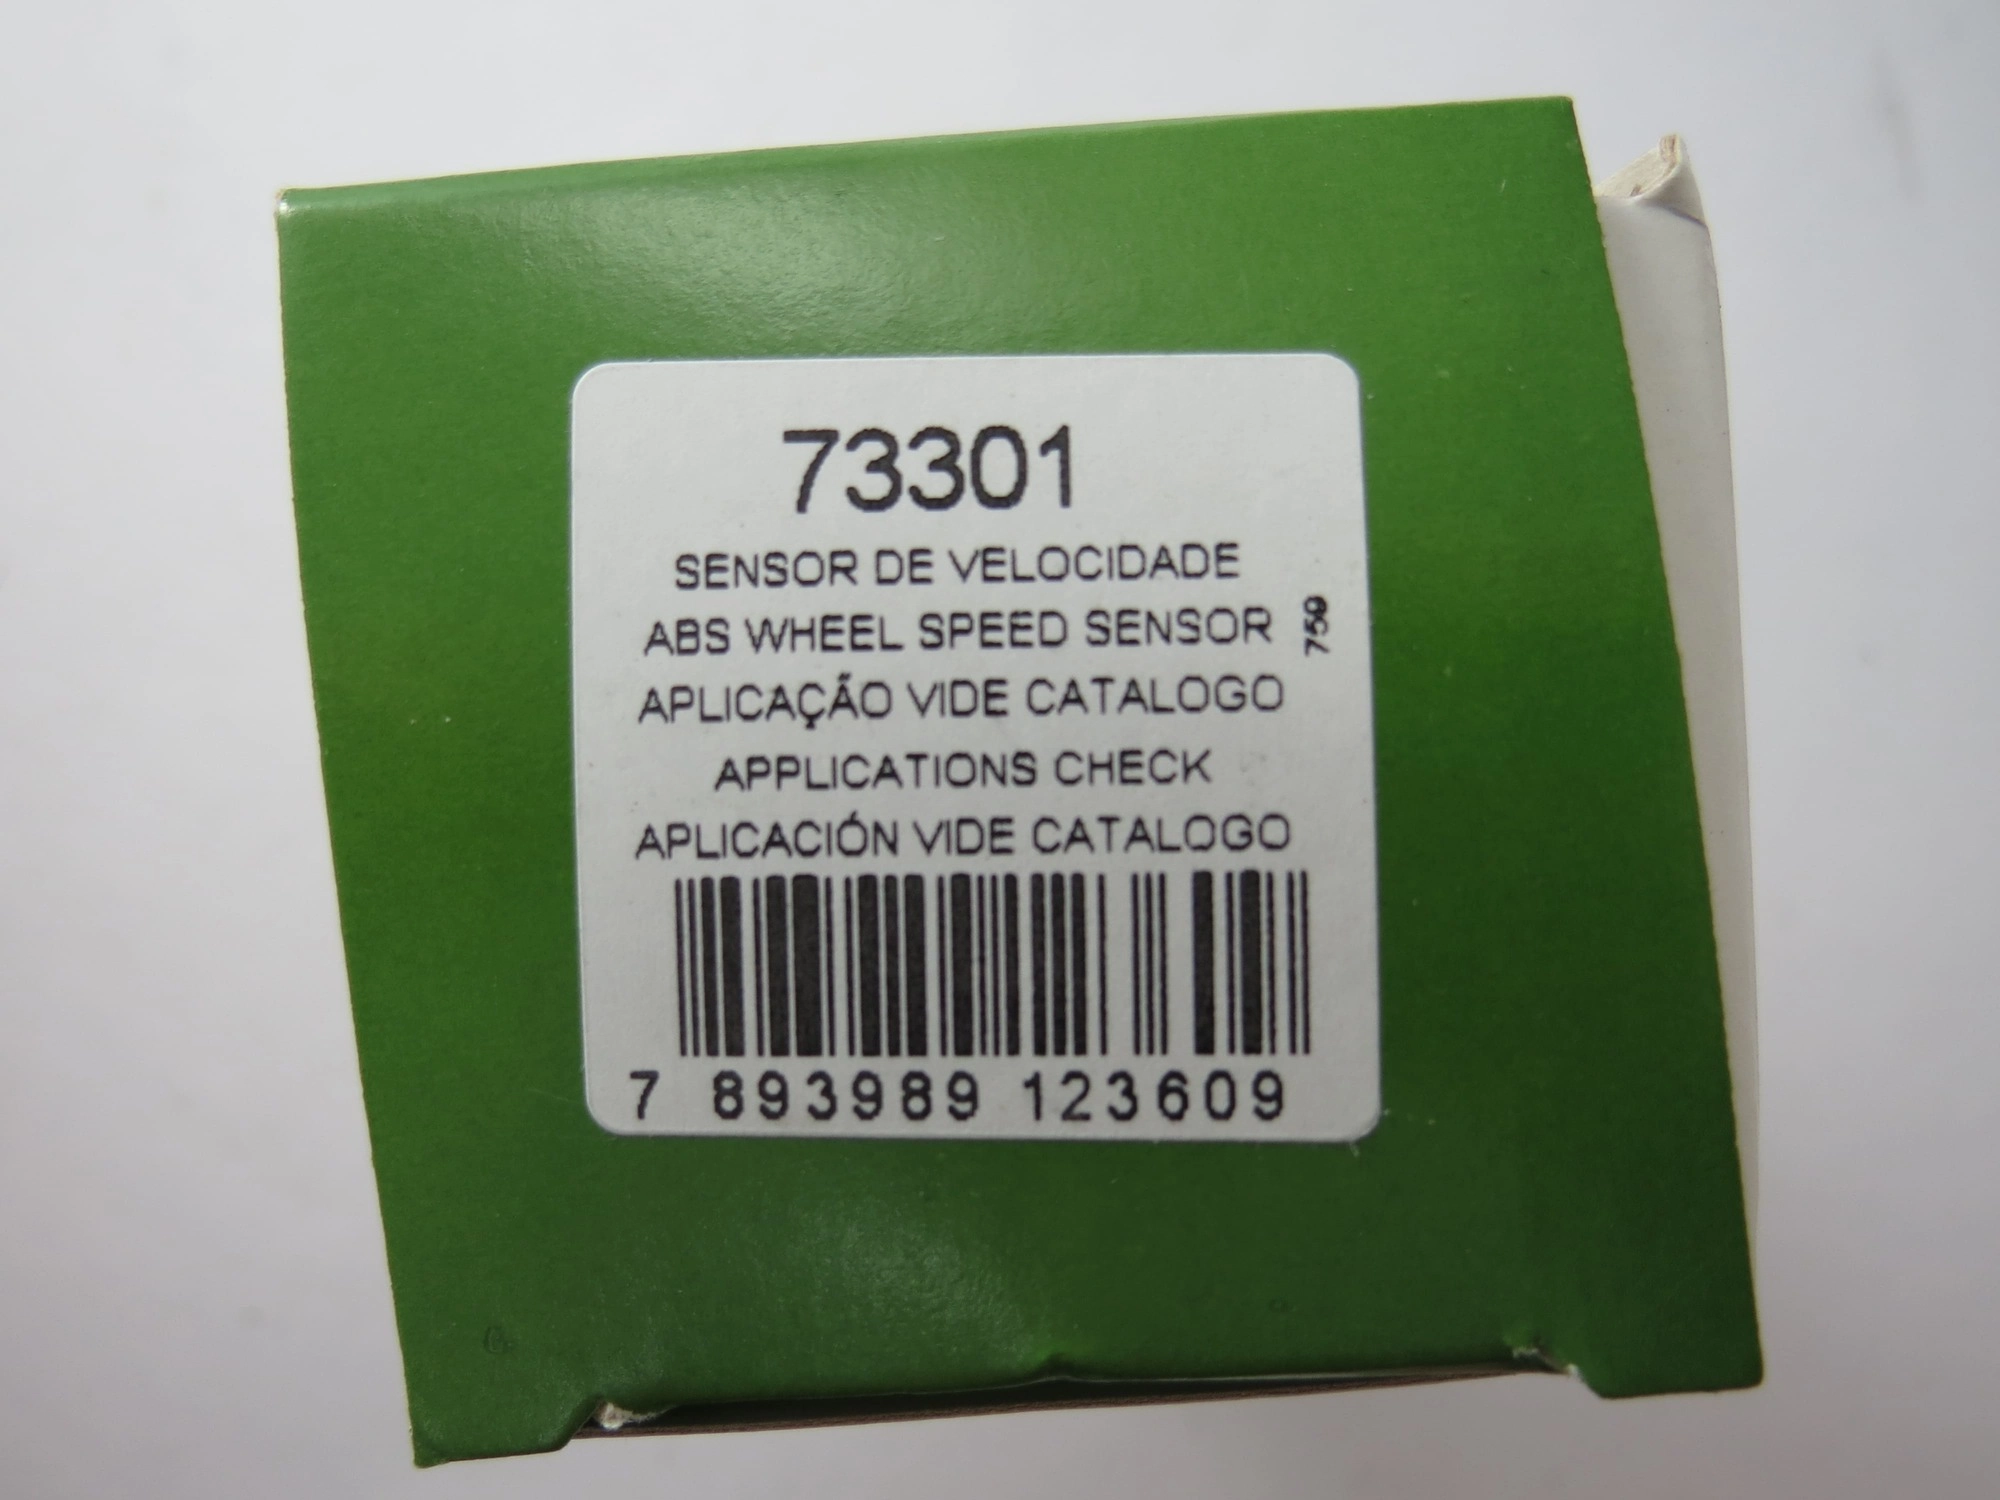 73301
SENSOR DE VELOCIDADE
ABS WHEEL SPEED SENSOR
759
APLICAÇÃO VIDE CATALOGO
APPLICATIONS CHECK
APLICACIÓN VIDE CATALOGO
7 893989 123609